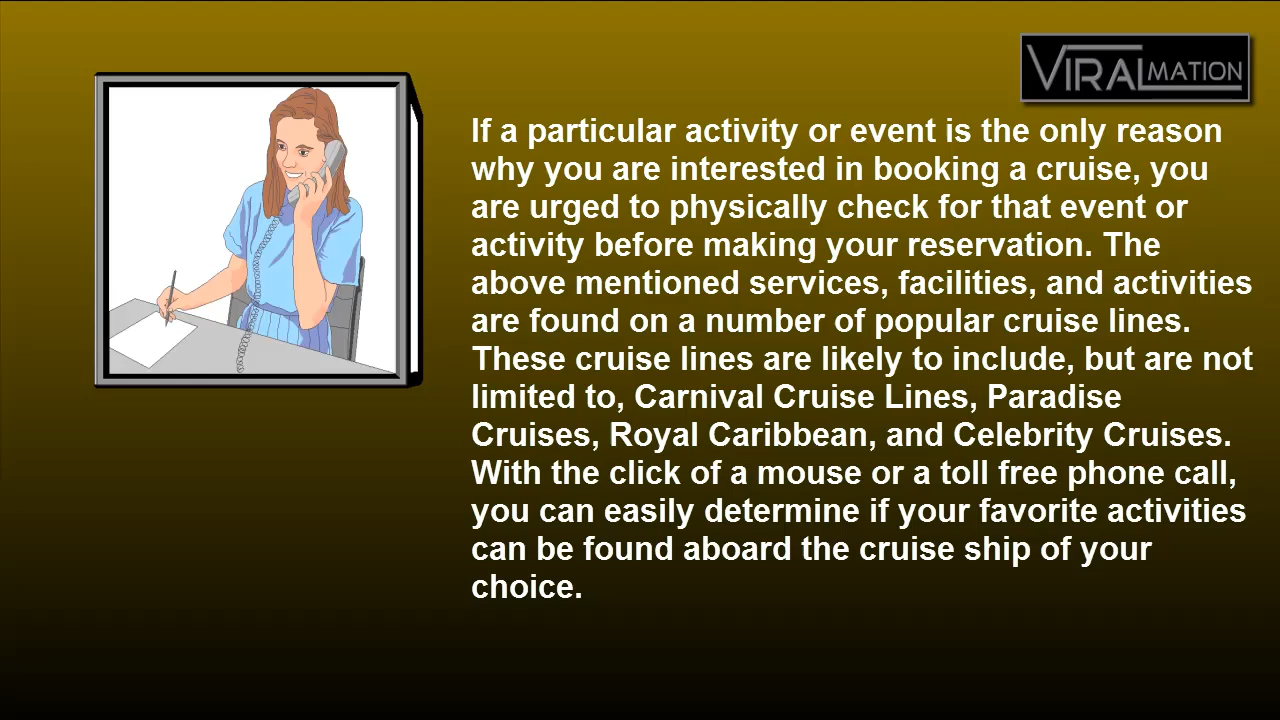 VIRALMATION
If a particular activity or event is the only reason
why you are interested in booking a cruise, you
are urged to physically check for that event or
activity before making your reservation. The
above mentioned services, facilities, and activities
are found on a number of popular cruise lines.
These cruise lines are likely to include, but are not
limited to, Carnival Cruise Lines, Paradise
Cruises, Royal Caribbean, and Celebrity Cruises.
With the click of a mouse or a toll free phone call,
you can easily determine if your favorite activities
can be found aboard the cruise ship of your
choice.